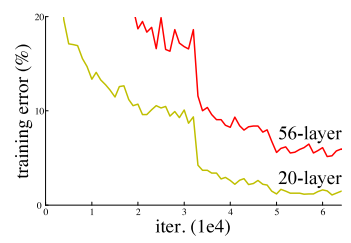 20
10
0
training error (%)
56-layer
20-layer
0 1 2 3 4 5 6
iter. (1e4)